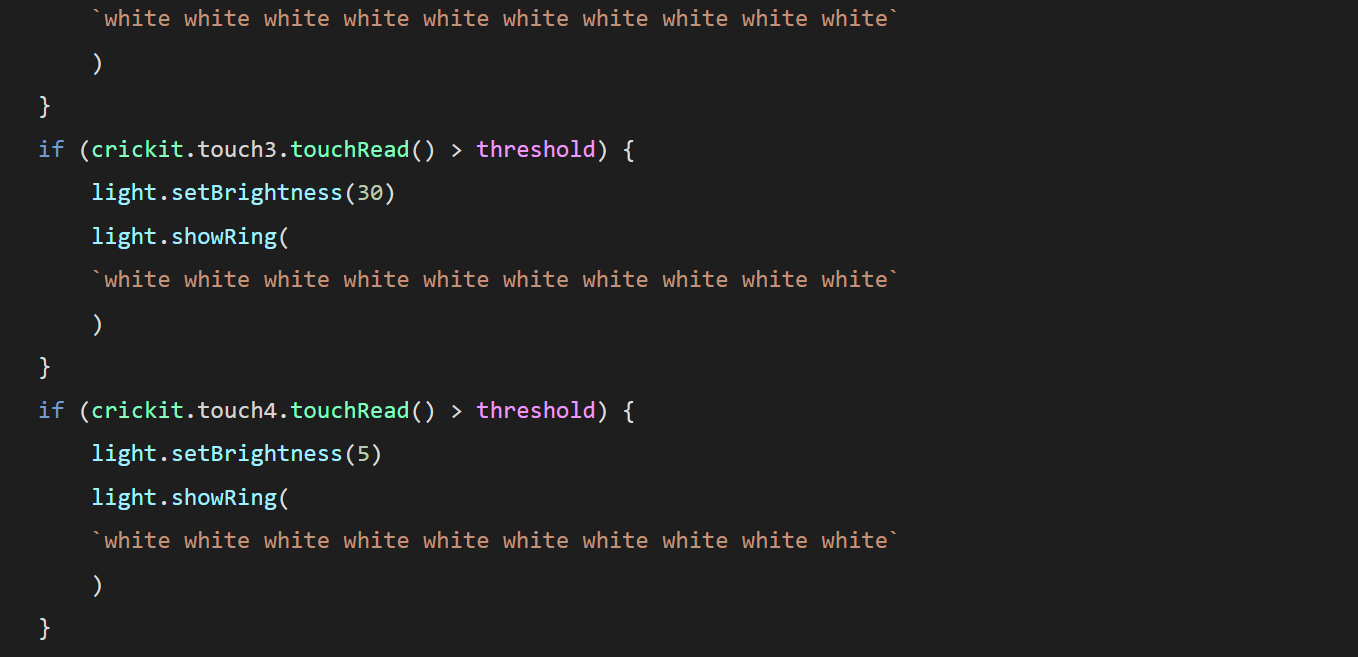 `white white white white white white white white white white`
)
}
if (crickit.touch3.touchRead() > threshold) {
light.setBrightness(30)
light.showRing(
`white white white white white white white white white white`
)
}
if (crickit.touch4.touchRead() > threshold) {
light.setBrightness(5)
light.showRing(
`white white white white white white white white white white`
)
}